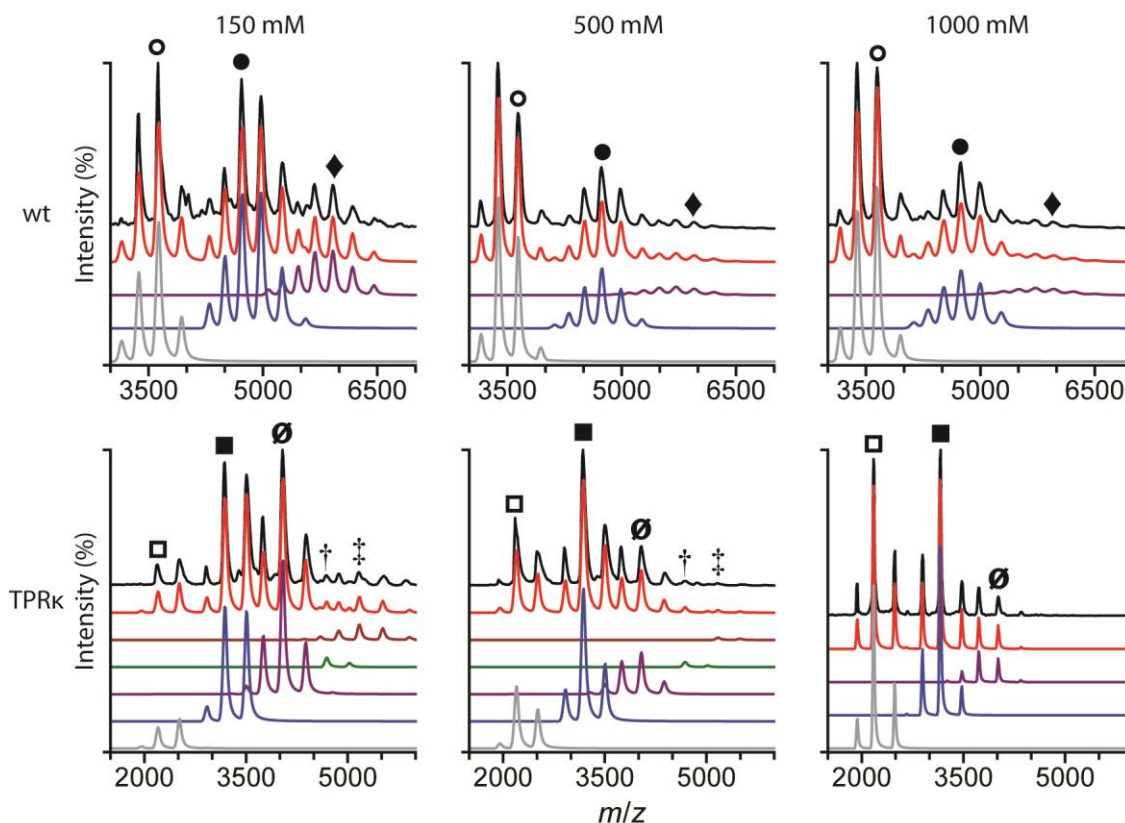 150 mM 500 mM 1000 mM
wt
Intensity (%)
3500 5000 6500 3500 5000 6500 3500 5000 6500
TPRκ
Intensity (%)
Ø Ø Ø
† ‡ † ‡
2000 3500 5000 2000 3500 5000 2000 3500 5000
m/z